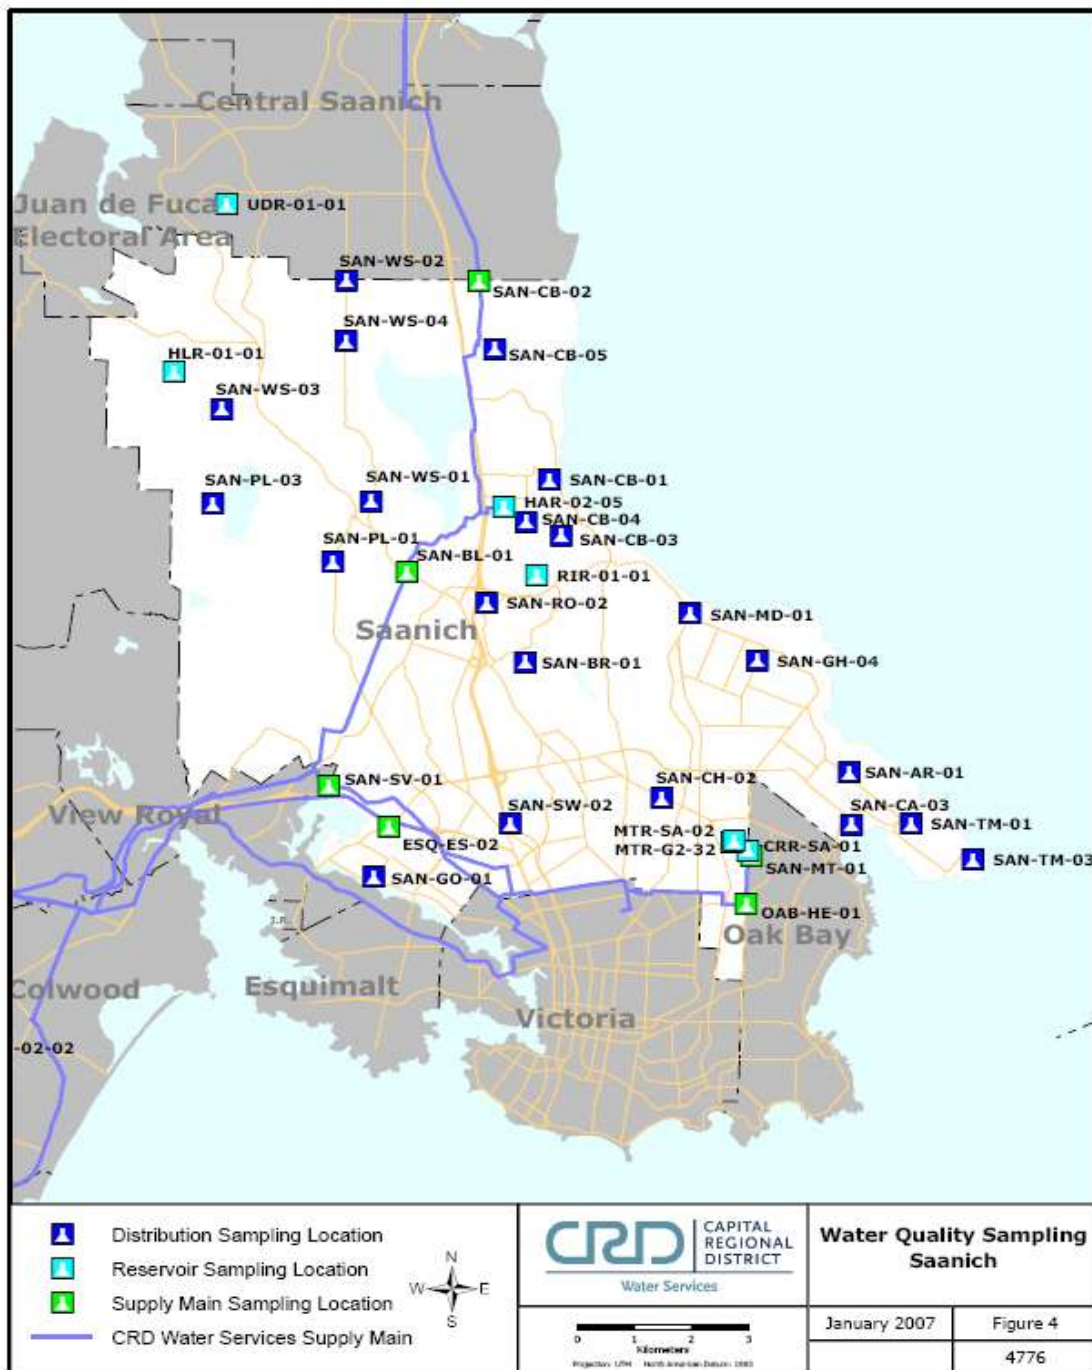 Central Saanich
Juan de Fuca
Electoral Area
UDR-01-01
SAN-WS-02
SAN-CB-02
SAN-WS-04
SAN-CB-05
HLR-01-01
SAN-WS-03
SAN-PL-03
SAN-WS-01
SAN-CB-01
HAR-02-05
SAN-CB-04
SAN-PL-01
SAN-CB-03
SAN-BL-01
RIR-01-01
SAN-RO-02
SAN-MD-01
Saanich
SAN-BR-01
SAN-GH-04
SAN-SV-01
SAN-CH-02
SAN-AR-01
View Royal
SAN-SW-02
SAN-CA-03
SAN-TM-01
MTR-SA-02
ESQ-ES-02
MTR-G2-32
CRR-SA-01
SAN-TM-03
SAN-GO-01
SAN-MT-01
OAB-HE-01
Oak Bay
Colwood
Esquimalt
Victoria
-02-02
Distribution Sampling Location
Reservoir Sampling Location
Supply Main Sampling Location
CRD Water Services Supply Main
N
W E
S
CRD
CAPITAL
REGIONAL
DISTRICT
Water Services
0 1 2 3
Kilometers
Projection: UTM North American Datum: 1983
Water Quality Sampling
Saanich
January 2007
Figure 4
4776